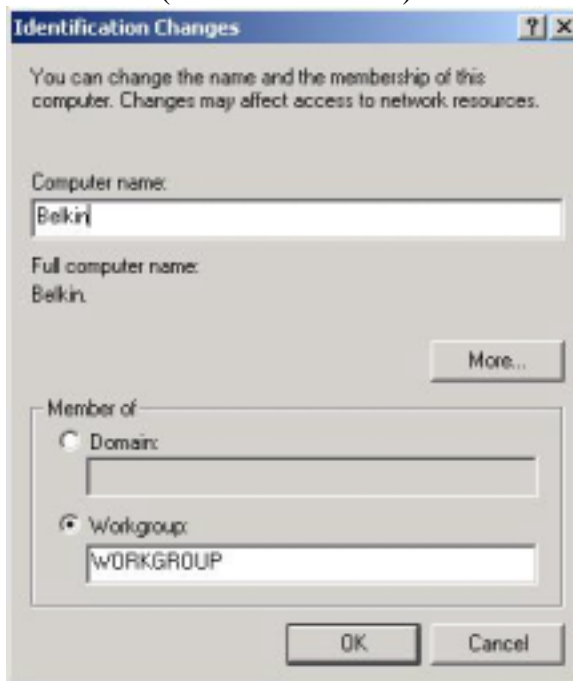 Identification Changes
You can change the name and the membership of this
computer. Changes may affect access to network resources.
Computer name:
Belkin
Full computer name:
Belkin.
More...
Member of
Domain:
Workgroup:
WORKGROUP
OK
Cancel